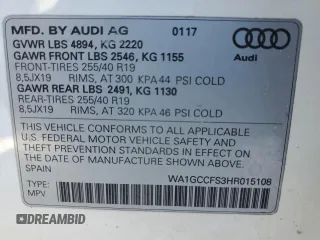 MFD. BY AUDI AG 0117
GVWR LBS 4894, KG 2220
GAWR FRONT LBS 2546, KG 1155
FRONT-TIRES 255/40 R19
8,5JX19 RIMS, AT 300 KPA 44 PSI COLD
GAWR REAR LBS 2491, KG 1130
REAR-TIRES 255/40 R19
8,5JX19 RIMS, AT 320 KPA 46 PSI COLD
Audi
THIS VEHICLE CONFORMS TO ALL APPLICABLE
U.S. FEDERAL MOTOR VEHICLE SAFETY AND
THEFT PREVENTION STANDARDS IN EFFECT ON THE
DATE OF MANUFACTURE SHOWN ABOVE
SPAIN
TYPE: WA1GCCFS3HR015108
MPV
© DREAMBID
DREAMBID